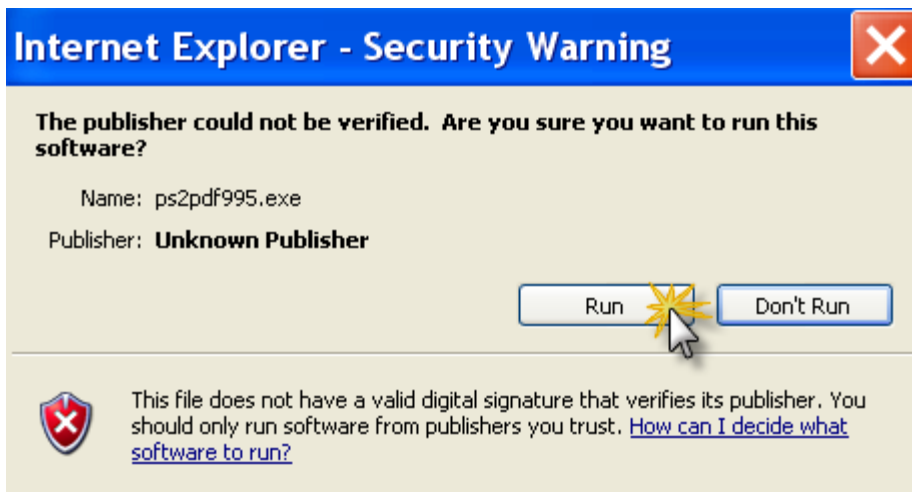 Internet Explorer - Security Warning
The publisher could not be verified.  Are you sure you want to run this
software?
Name: ps2pdf995.exe
Publisher: Unknown Publisher
Run Don't Run
This file does not have a valid digital signature that verifies its publisher. You
should only run software from publishers you trust. How can I decide what
software to run?